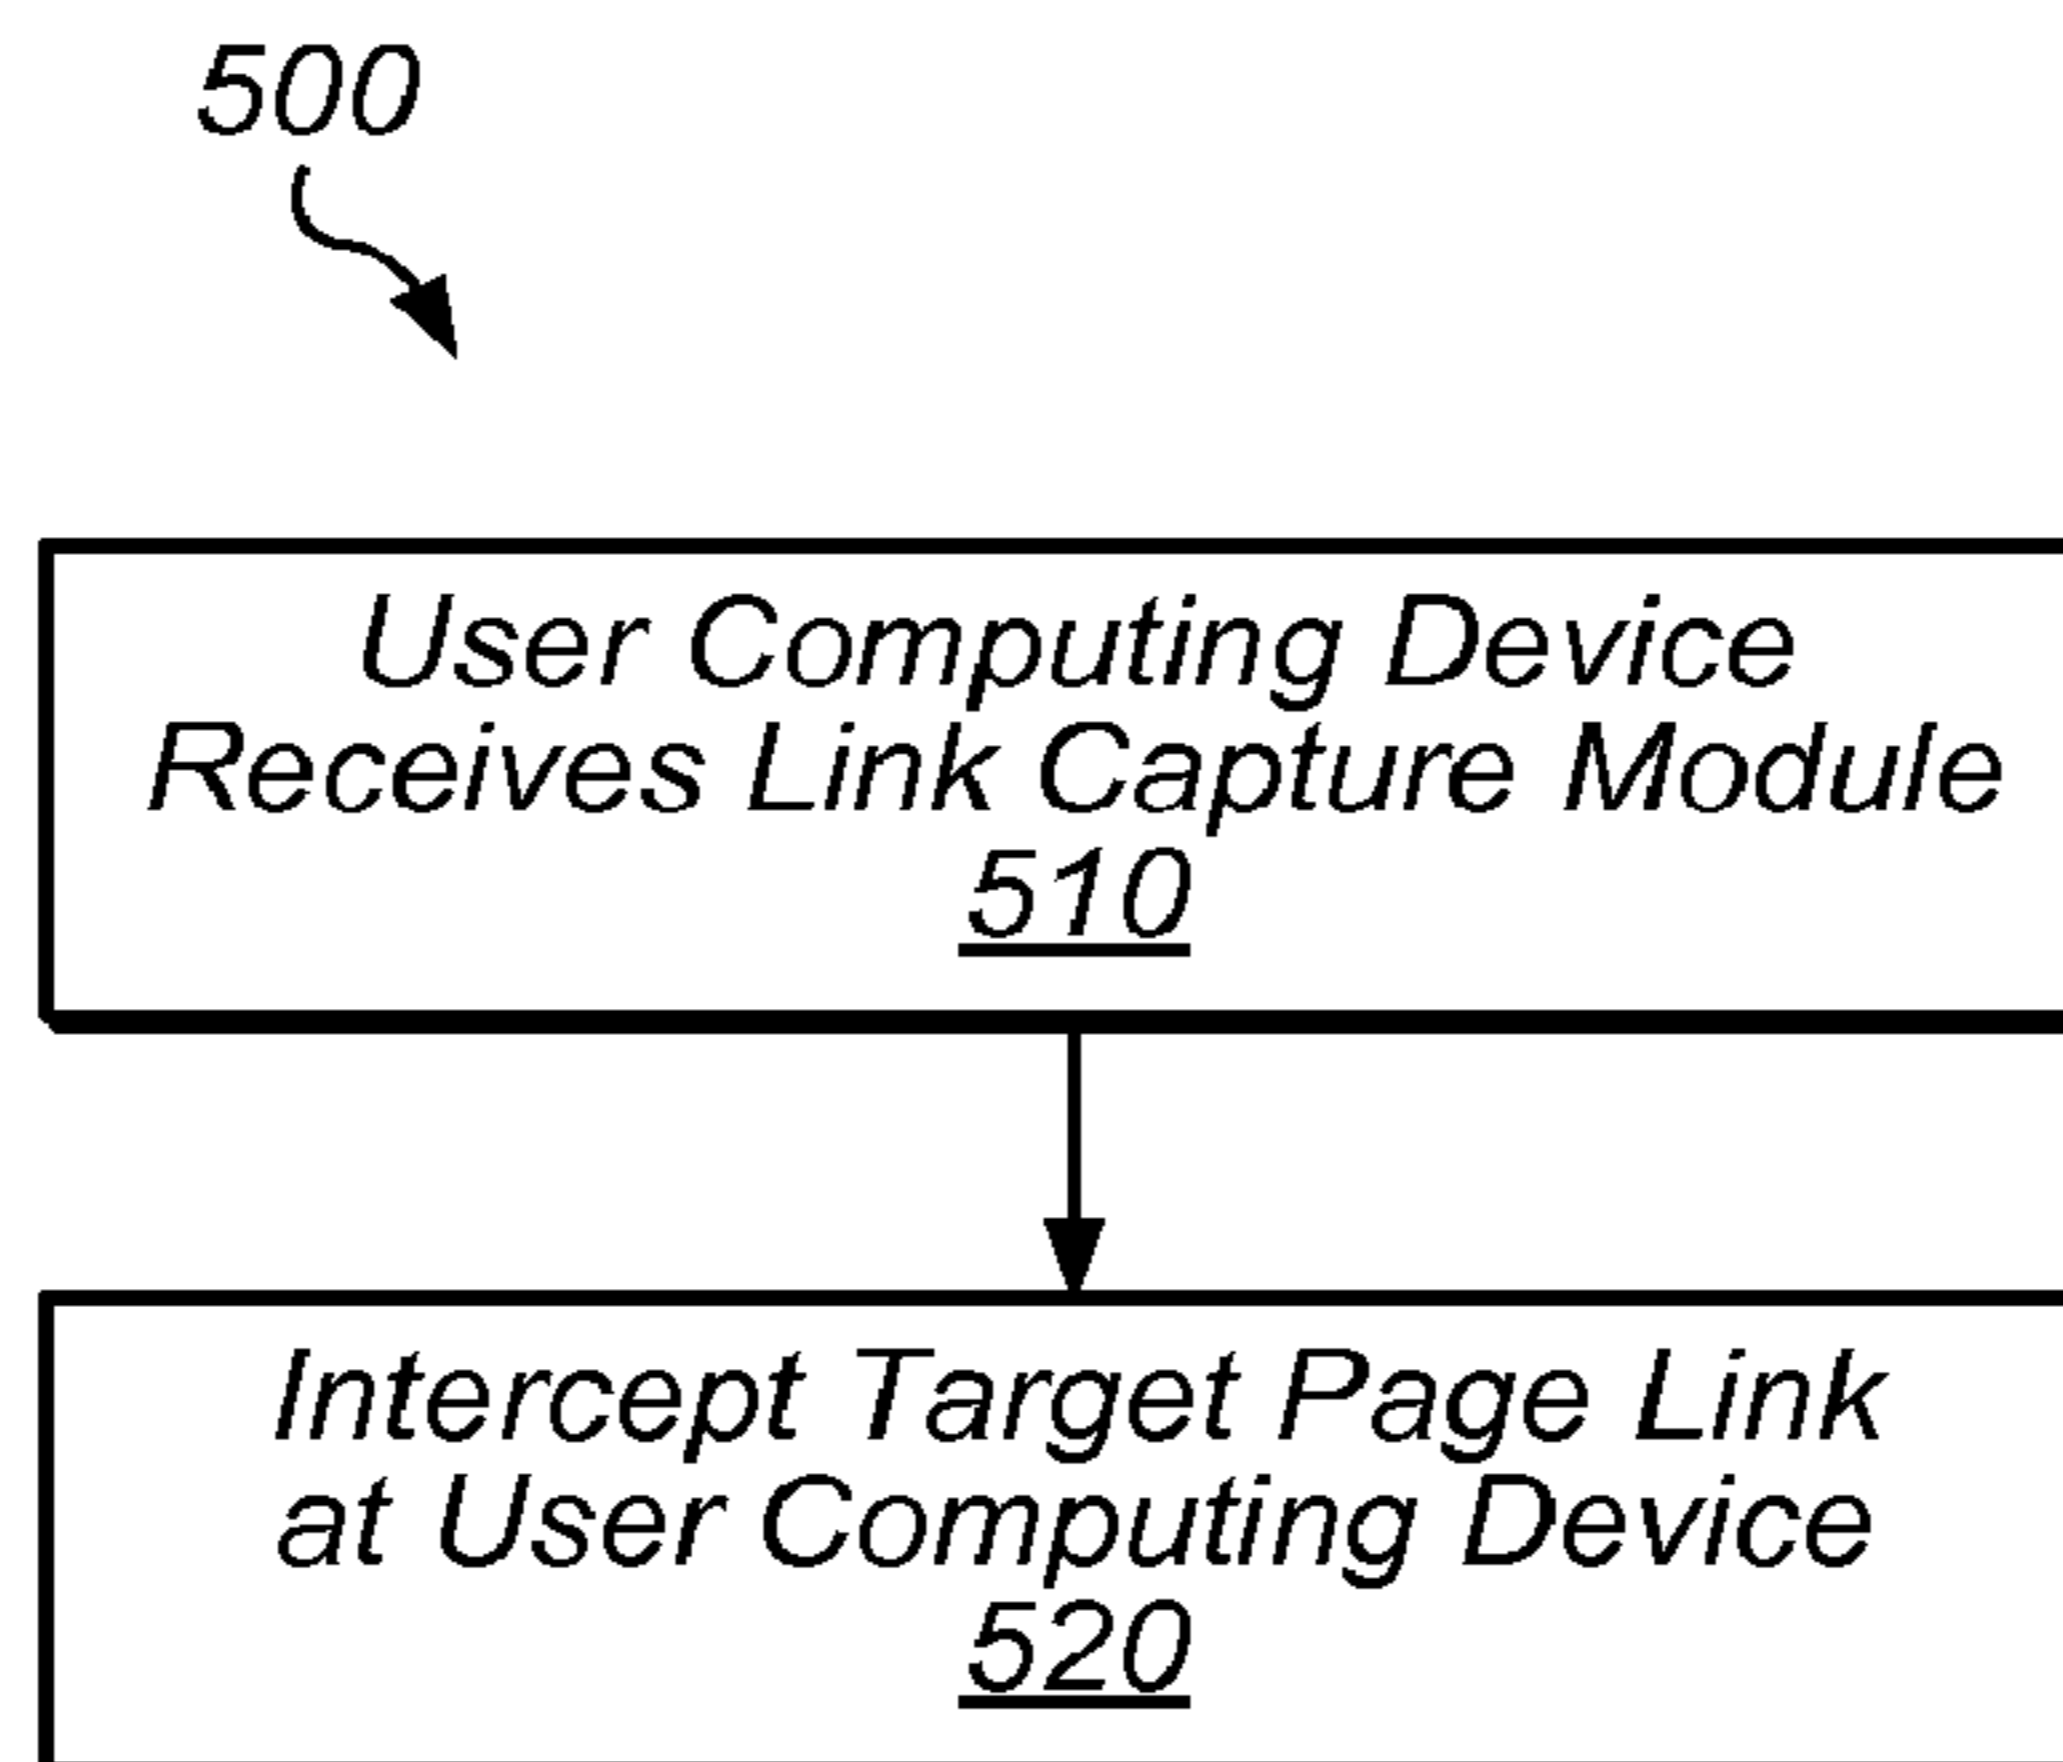 500
User Computing Device
Receives Link Capture Module
510
Intercept Target Page Link
at User Computing Device
520